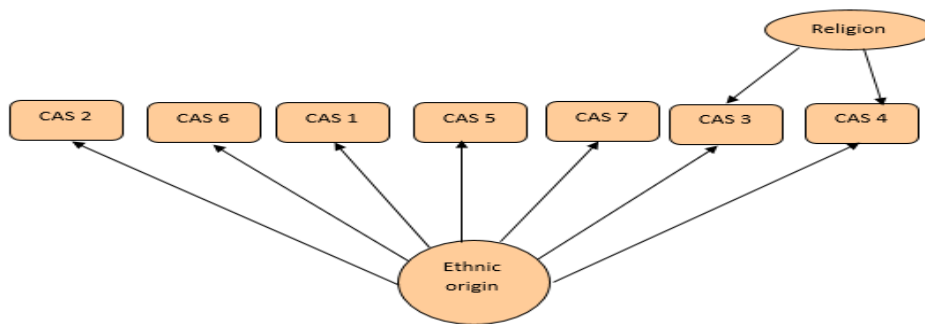 Religion
CAS 2
CAS 6
CAS 1
CAS 5
CAS 7
CAS 3
CAS 4
Ethnic
origin